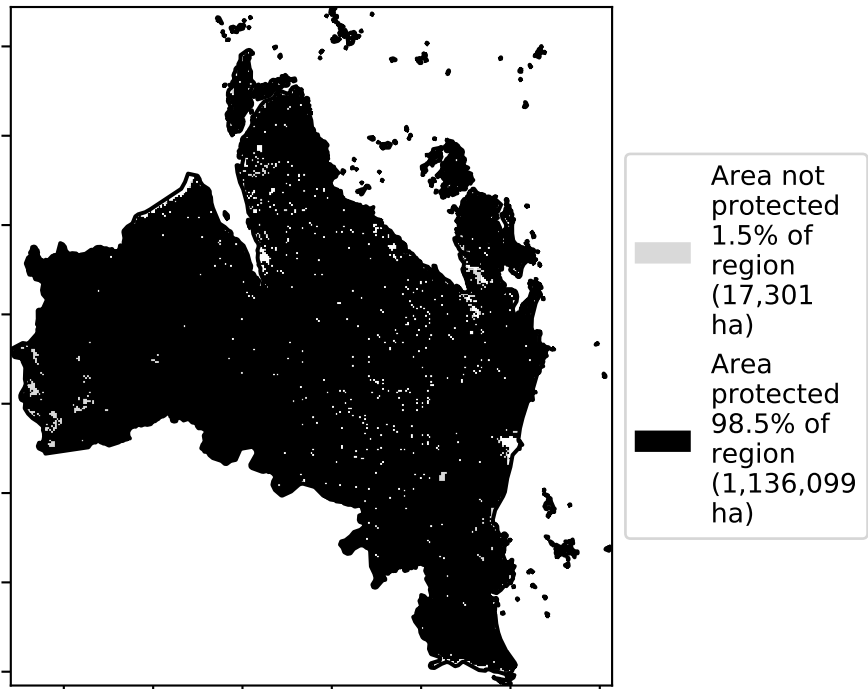 Area not
protected
1.5% of
region
(17,301
ha)
Area
protected
98.5% of
region
(1,136,099
ha)